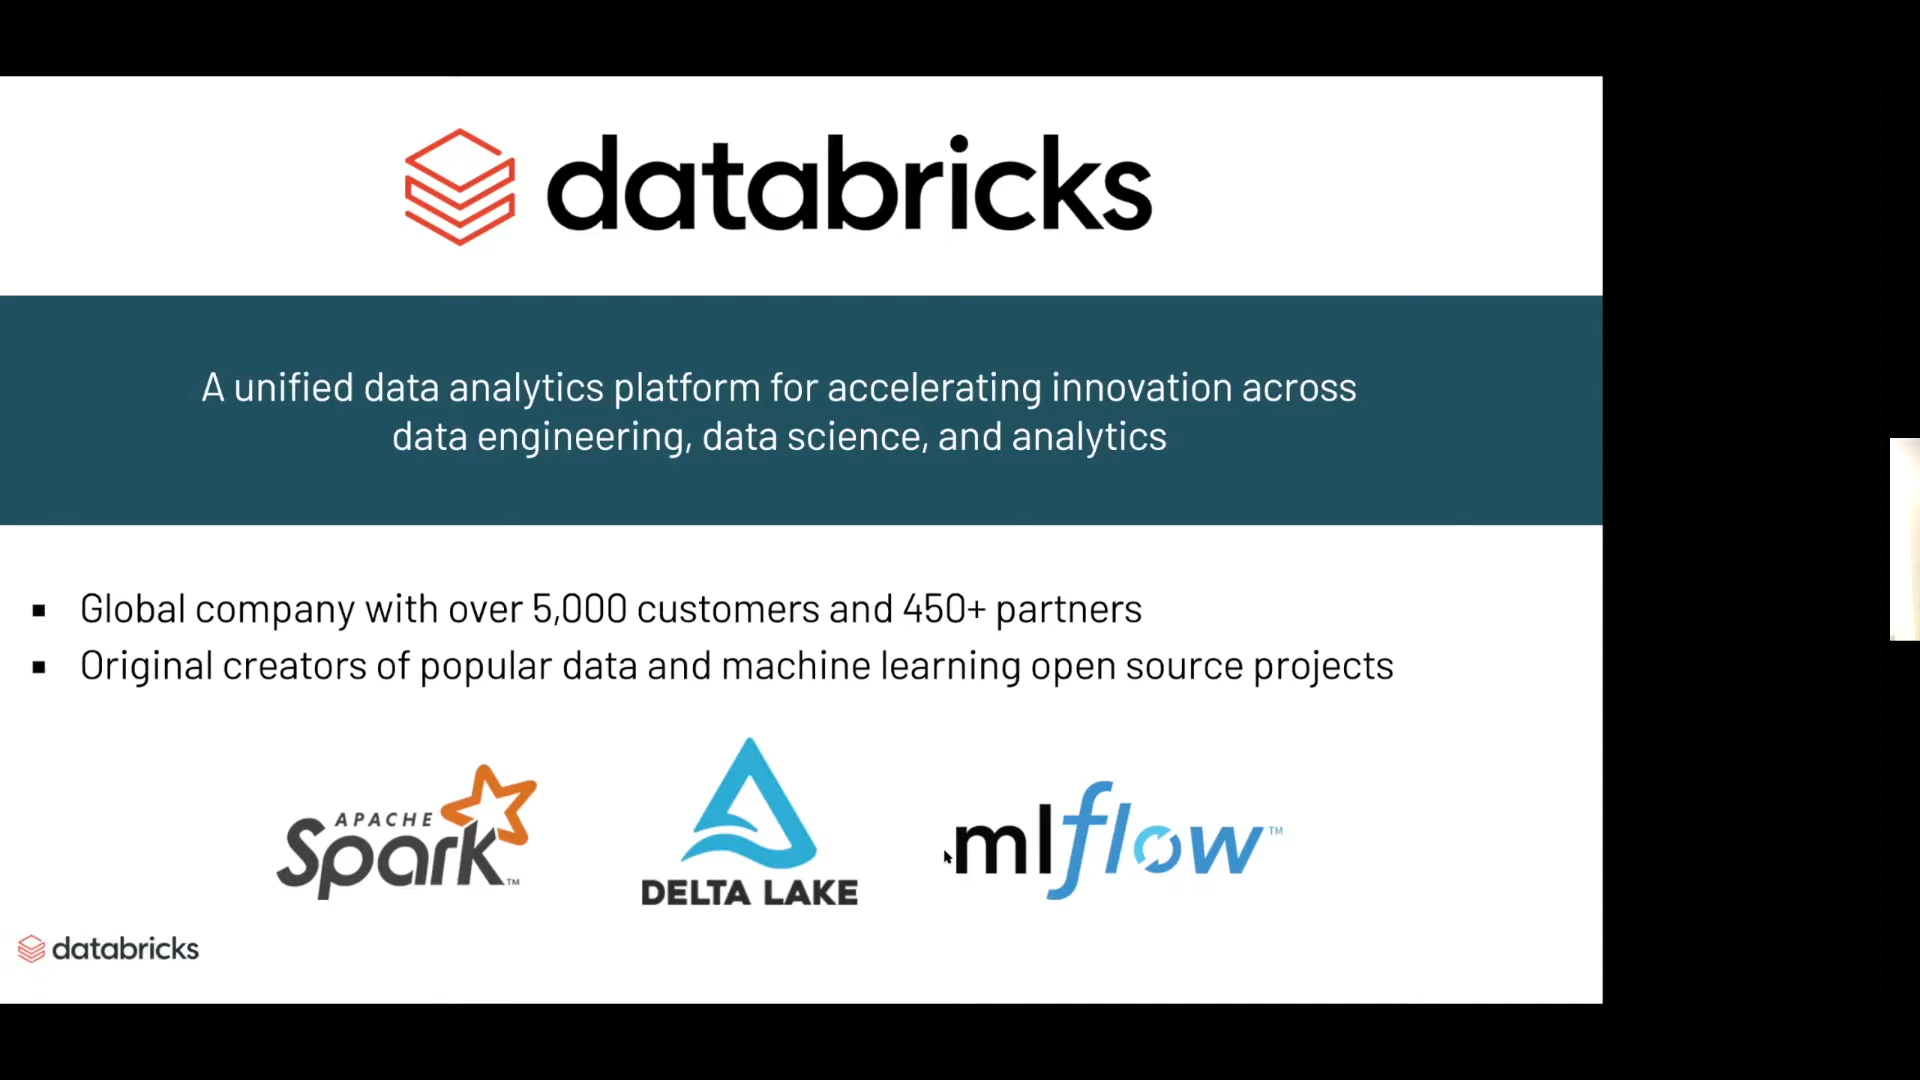 databricks
A unified data analytics platform for accelerating innovation across
data engineering, data science, and analytics
▪ Global company with over 5,000 customers and 450+ partners
▪ Original creators of popular data and machine learning open source projects
APACHE
Spark™
DELTA LAKE
mlflow™
databricks